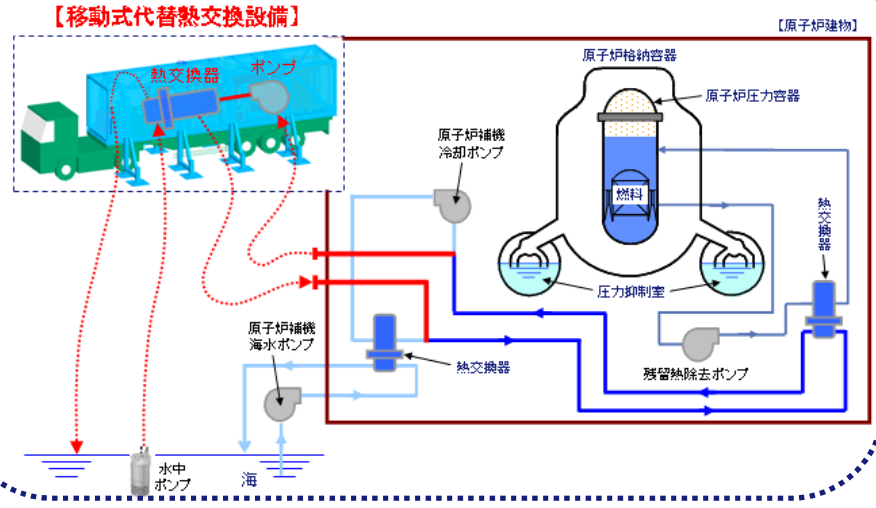 【移動式代替熱交換設備】
【原子炉建物】
熱交換器
ポンプ
原子炉格納容器
原子炉圧力容器
原子炉補機
冷却ポンプ
燃料
熱交換器
圧力抑制室
原子炉補機
海水ポンプ
熱交換器
残留熱除去ポンプ
水中
ポンプ
海